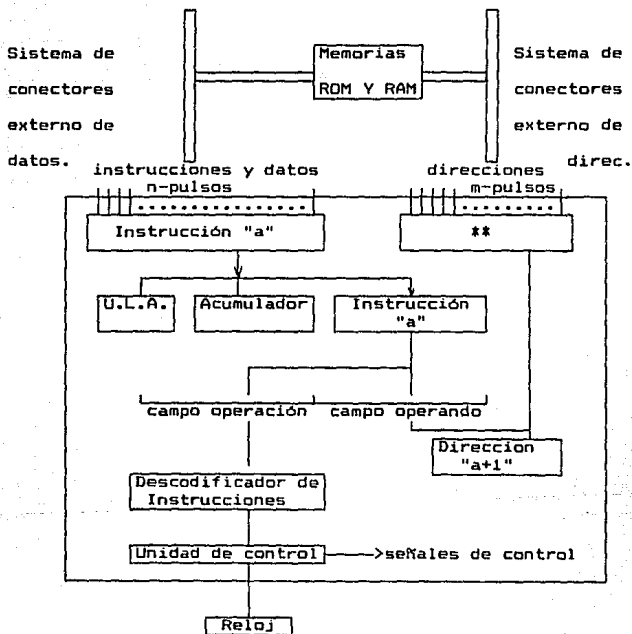 Sistema de
conectores
externo de
datos.
Memorias
ROM Y RAM
Sistema de
conectores
externo de
direc.
instrucciones y datos
n-pulsos
direcciones
m-pulsos
Instrucción "a"
**
U.L.A.
Acumulador
Instrucción
"a"
campo operación
campo operando
Direccion
"a+1"
Descodificador de
Instrucciones
Unidad de control
señales de control
Reloj